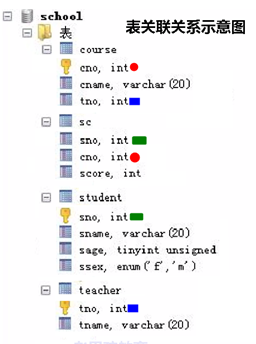 school
表关联关系示意图
表
course
cno, int
cname, varchar(20)
tno, int
sc
sno, int
cno, int
score, int
student
sno, int
sname, varchar(20)
sage, tinyint unsigned
ssex, enum('f','m')
teacher
tno, int
tname, varchar(20)